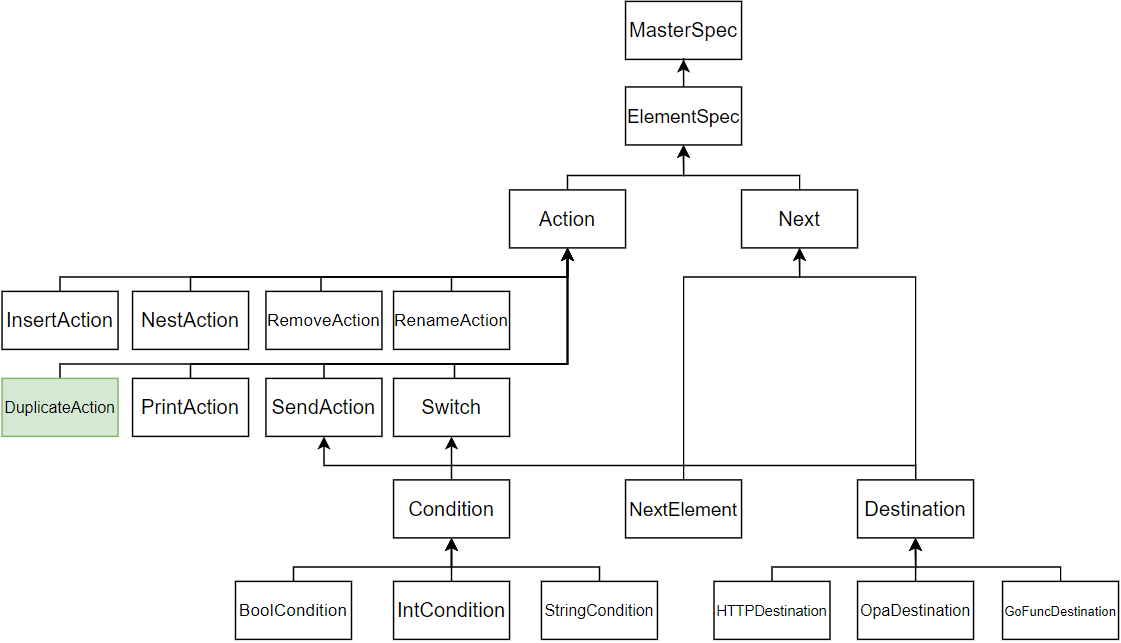 MasterSpec
ElementSpec
Action
Next
InsertAction
NestAction
RemoveAction
RenameAction
DuplicateAction
PrintAction
SendAction
Switch
Condition
NextElement
Destination
BoolCondition
IntCondition
StringCondition
HTTPDestination
OpaDestination
GoFuncDestination